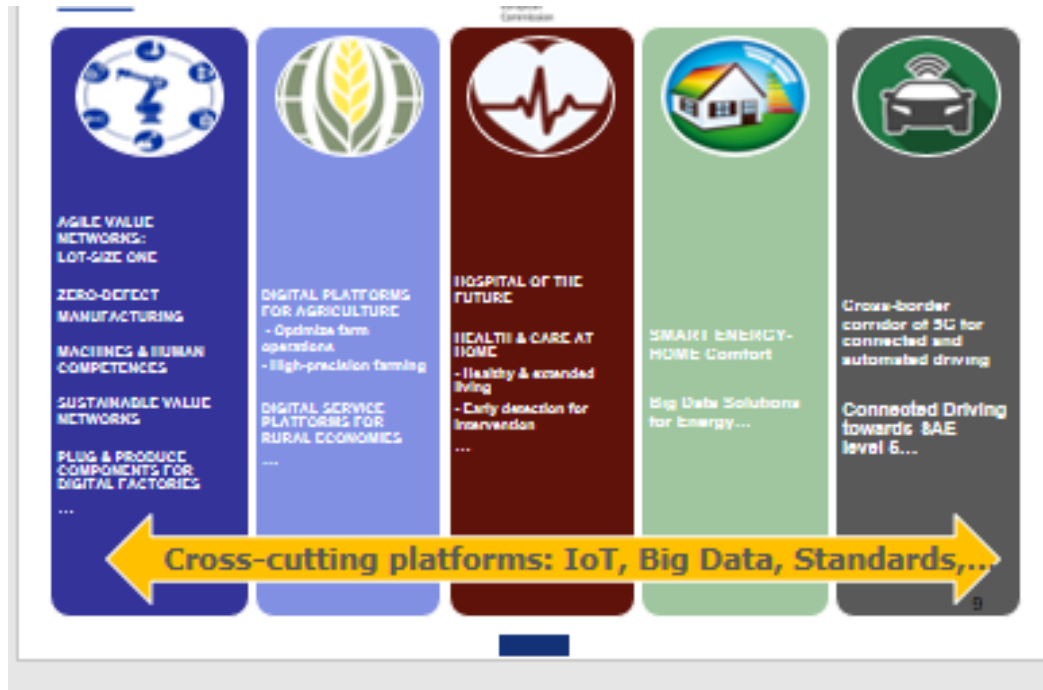 European
Commission
AGILE VALUE
NETWORKS:
LOT-SIZE ONE
ZERO-DEFECT
MANUFACTURING
MACHINES & HUMAN
COMPETENCES
SUSTAINABLE VALUE
NETWORKS
PLUG & PRODUCE
COMPONENTS FOR
DIGITAL FACTORIES
...
DIGITAL PLATFORMS
FOR AGRICULTURE
- Optimize farm
operations
- High-precision farming
DIGITAL SERVICE
PLATFORMS FOR
RURAL ECONOMIES
...
HOSPITAL OF THE
FUTURE
HEALTH & CARE AT
HOME
- Healthy & extended
living
- Early detection for
intervention
...
SMART ENERGY-
HOME Comfort
Big Data Solutions
for Energy...
Cross-border
corridor of 5G for
connected and
automated driving
Connected Driving
towards SAE
level 5...
Cross-cutting platforms: IoT, Big Data, Standards,...
9